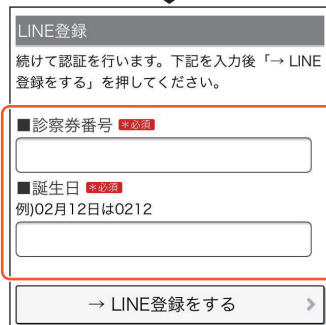 LINE登録
続けて認証を行います。下記を入力後「→ LINE
登録をする」を押してください。
■診察券番号 *必須
■誕生日 *必須
例)02月12日は0212
→ LINE登録をする